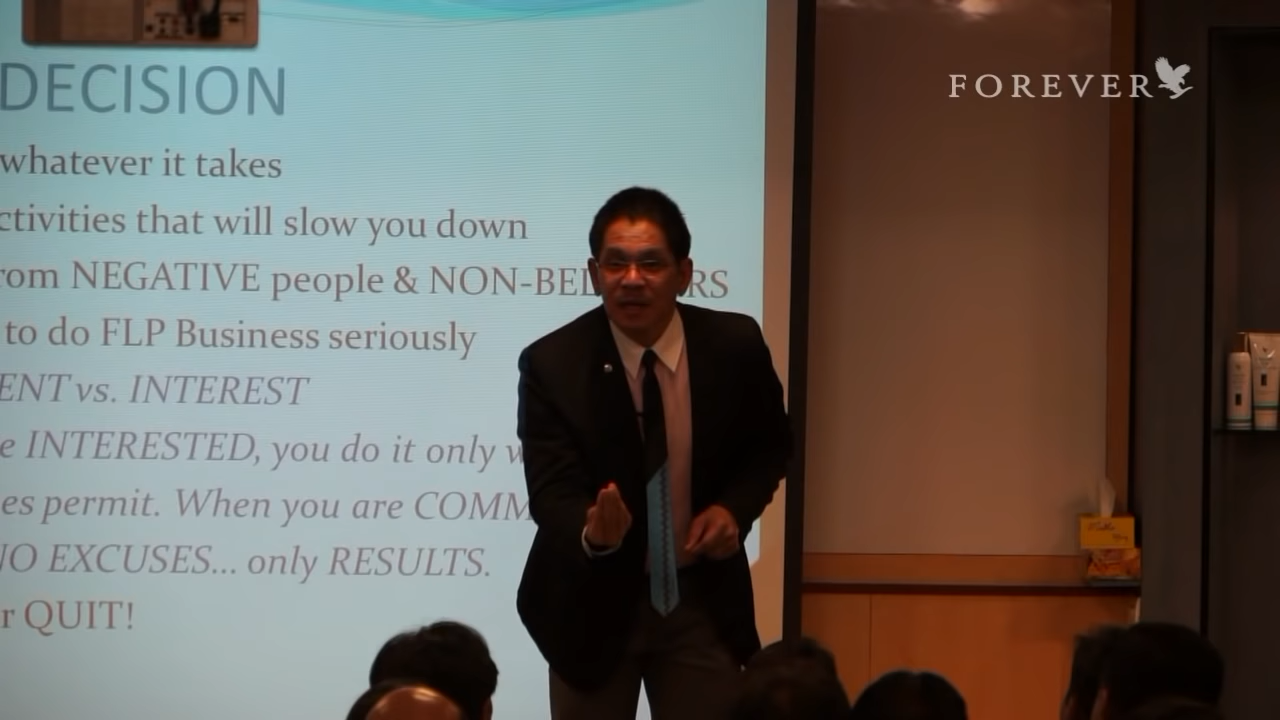 FOREVER
DECISION
whatever it takes
ctivities that will slow you down
rom NEGATIVE people & NON-BEL RS
to do FLP Business seriously
ENT vs. INTEREST
e INTERESTED, you do it only w
es permit. When you are COMM
NO EXCUSES... only RESULTS.
r QUIT!